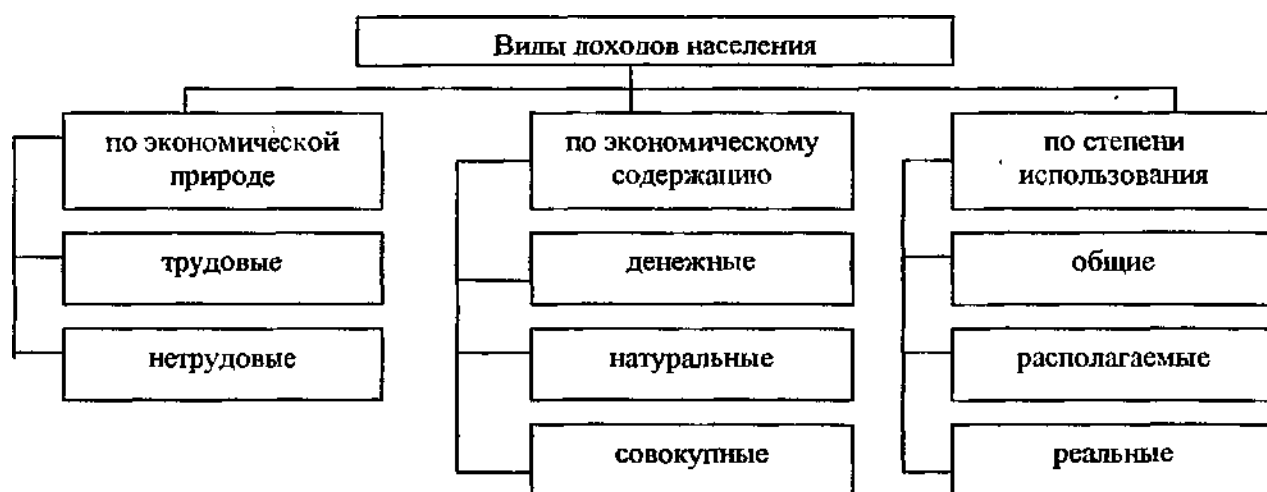 Виды доходов населения
по экономической
природе
трудовые
нетрудовые
по экономическому
содержанию
денежные
натуральные
совокупные
по степени
использования
общие
располагаемые
реальные